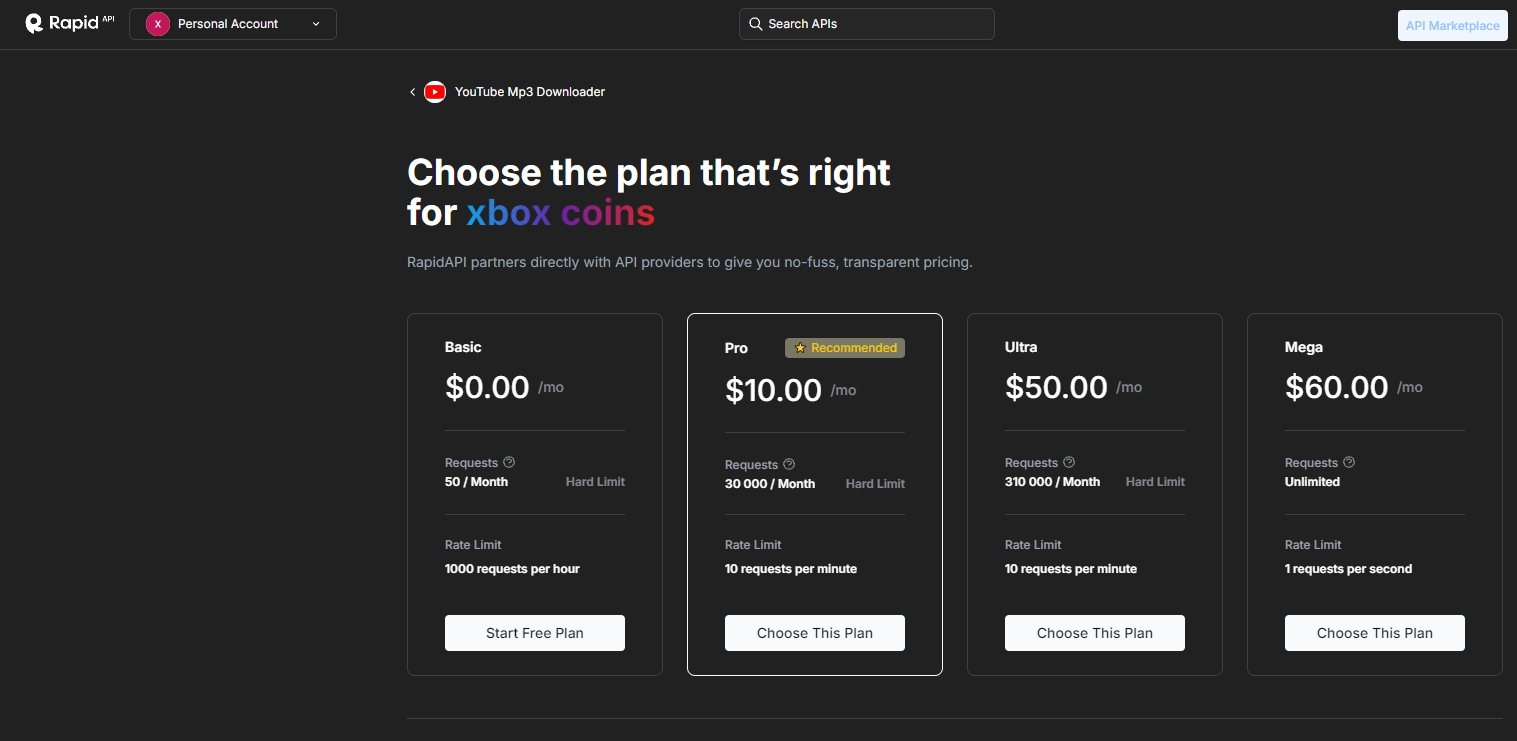 Rapid API
X Personal Account
Search APIs
API Marketplace
YouTube Mp3 Downloader
Choose the plan that’s right
for xbox coins
RapidAPI partners directly with API providers to give you no-fuss, transparent pricing.
Basic
$0.00 /mo
Requests
50 / Month Hard Limit
Rate Limit
1000 requests per hour
Start Free Plan
Pro Recommended
$10.00 /mo
Requests
30 000 / Month Hard Limit
Rate Limit
10 requests per minute
Choose This Plan
Ultra
$50.00 /mo
Requests
310 000 / Month Hard Limit
Rate Limit
10 requests per minute
Choose This Plan
Mega
$60.00 /mo
Requests
Unlimited
Rate Limit
1 requests per second
Choose This Plan